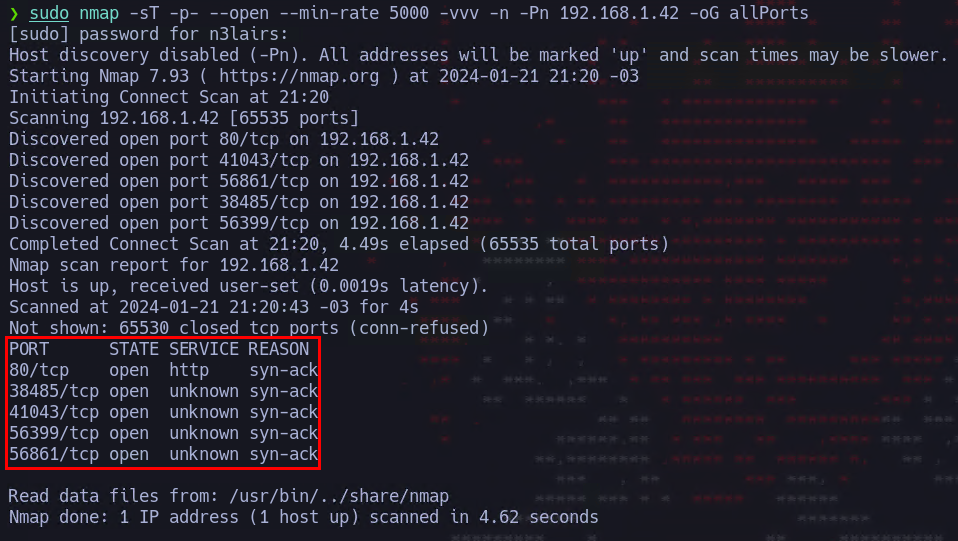 ❯ sudo nmap -sT -p- --open --min-rate 5000 -vvv -n -Pn 192.168.1.42 -oG allPorts
[sudo] password for n3lairs:
Host discovery disabled (-Pn). All addresses will be marked 'up' and scan times may be slower.
Starting Nmap 7.93 ( https://nmap.org ) at 2024-01-21 21:20 -03
Initiating Connect Scan at 21:20
Scanning 192.168.1.42 [65535 ports]
Discovered open port 80/tcp on 192.168.1.42
Discovered open port 41043/tcp on 192.168.1.42
Discovered open port 56861/tcp on 192.168.1.42
Discovered open port 38485/tcp on 192.168.1.42
Discovered open port 56399/tcp on 192.168.1.42
Completed Connect Scan at 21:20, 4.49s elapsed (65535 total ports)
Nmap scan report for 192.168.1.42
Host is up, received user-set (0.0019s latency).
Scanned at 2024-01-21 21:20:43 -03 for 4s
Not shown: 65530 closed tcp ports (conn-refused)
PORT      STATE SERVICE REASON
80/tcp    open  http    syn-ack
38485/tcp open  unknown syn-ack
41043/tcp open  unknown syn-ack
56399/tcp open  unknown syn-ack
56861/tcp open  unknown syn-ack
Read data files from: /usr/bin/../share/nmap
Nmap done: 1 IP address (1 host up) scanned in 4.62 seconds